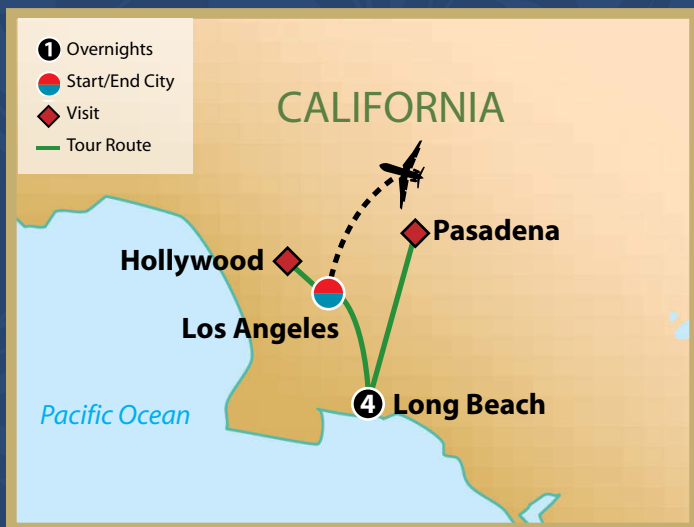 1 Overnights
Start/End City
Visit
Tour Route
CALIFORNIA
Pasadena
Hollywood
Los Angeles
4 Long Beach
Pacific Ocean